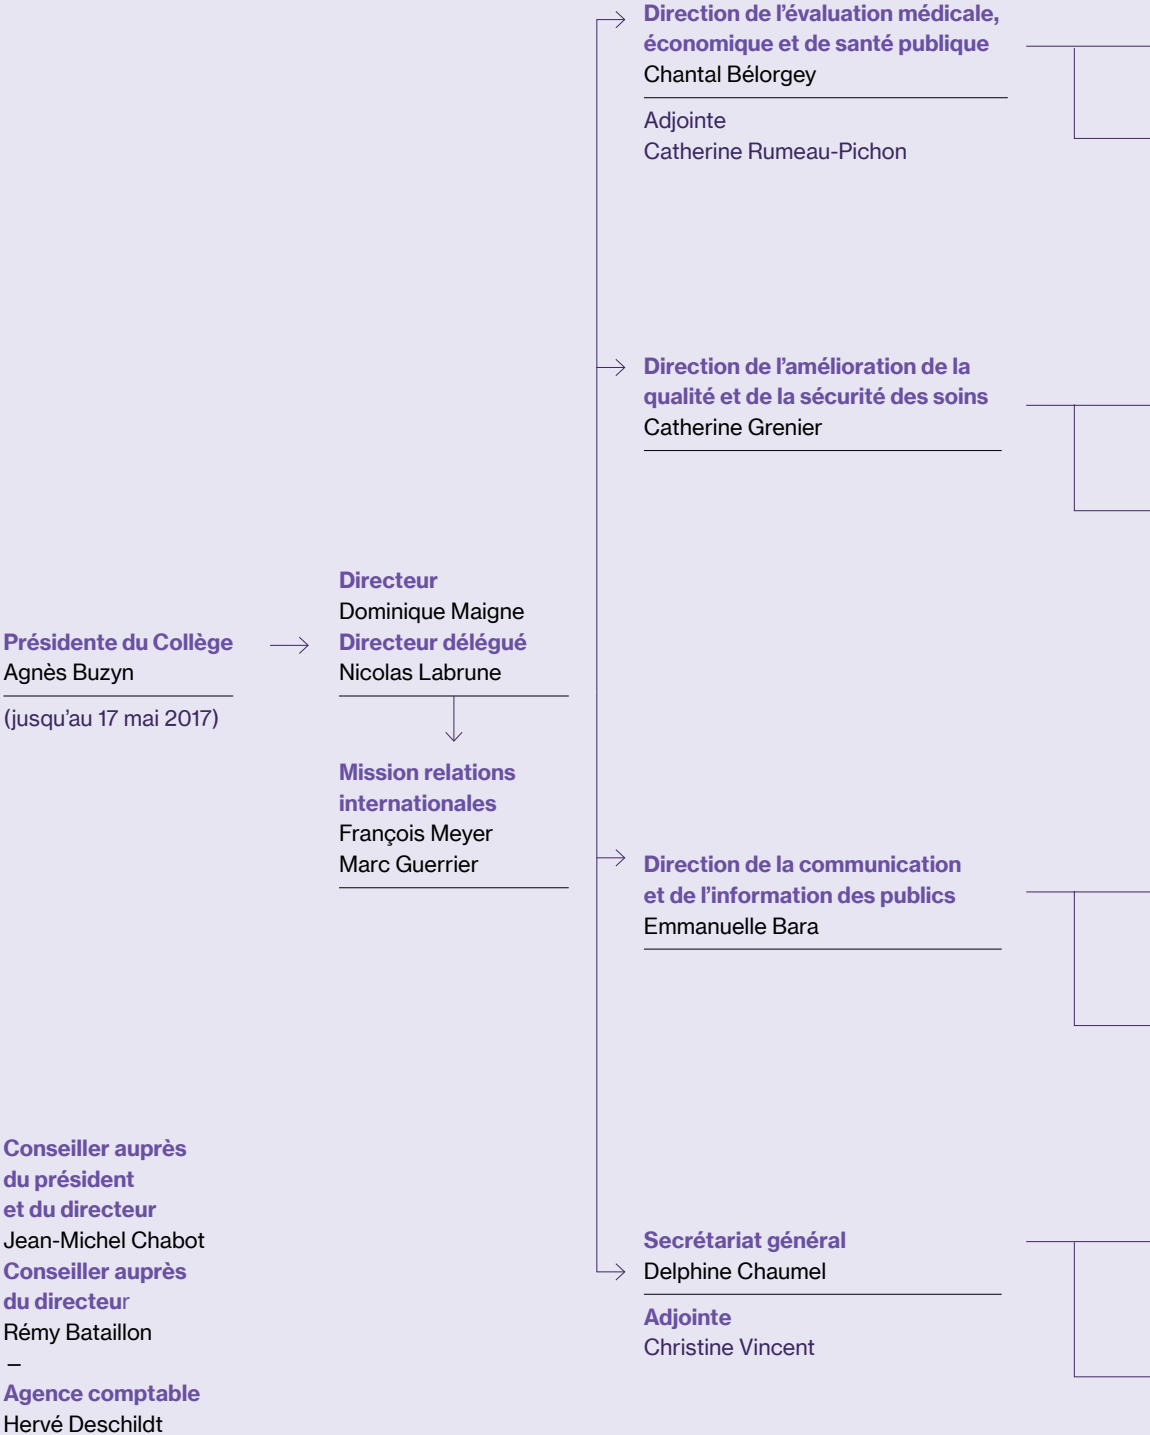 Présidente du Collège
Agnès Buzyn
(jusqu’au 17 mai 2017)
Directeur
Dominique Maigne
Directeur délégué
Nicolas Labrune
Mission relations
internationales
François Meyer
Marc Guerrier
Direction de l’évaluation médicale,
économique et de santé publique
Chantal Bélorgey
Adjointe
Catherine Rumeau-Pichon
Direction de l’amélioration de la
qualité et de la sécurité des soins
Catherine Grenier
Direction de la communication
et de l’information des publics
Emmanuelle Bara
Secrétariat général
Delphine Chaumel
Adjointe
Christine Vincent
Conseiller auprès
du président
et du directeur
Jean-Michel Chabot
Conseiller auprès
du directeur
Rémy Bataillon
–
Agence comptable
Hervé Deschildt